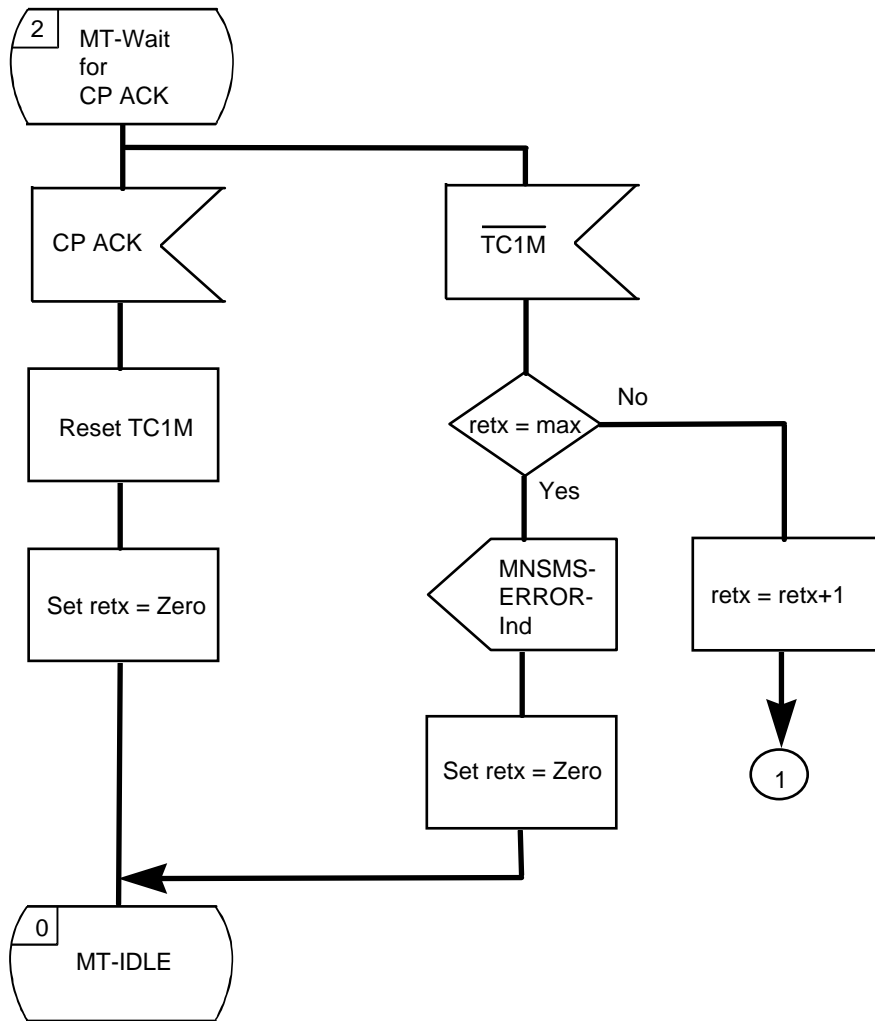 2
MT-Wait
for
CP ACK
CP ACK
TC1M
Reset TC1M
retx = max
No
Yes
Set retx = Zero
MNSMS-
ERROR-
Ind
retx = retx+1
Set retx = Zero
1
0
MT-IDLE